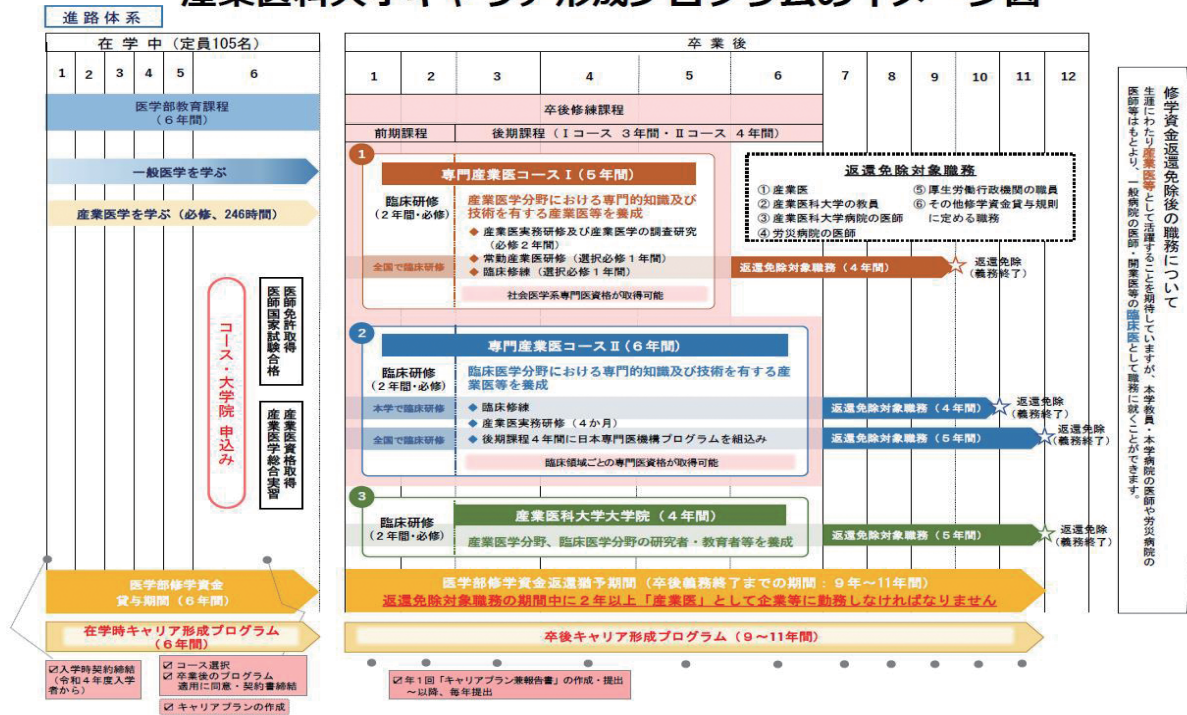 産業医科大学キャリア形成プログラムのイメージ図
進路体系
在学中（定員105名）
卒業後
1 2 3 4 5 6
1 2 3 4 5 6 7 8 9 10 11 12
医学部教育課程
（６年間）
卒後修練課程
前期課程
後期課程（Ⅰコース ３年間・Ⅱコース ４年間）
一般医学を学ぶ
産業医学を学ぶ（必修、246時間）
コース・大学院 申込み
医師免許取得
医師国家試験合格
産業医資格取得
産業医学総合実習
1
専門産業医コースⅠ（５年間）
臨床研修
（２年間・必修）
産業医学分野における専門的知識及び
技術を有する産業医等を養成
◆ 産業医実務研修及び産業医学の調査研究
（必修２年間）
◆ 常勤産業医研修（選択必修１年間）
◆ 臨床修練（選択必修１年間）
全国で臨床研修
社会医学系専門医資格が取得可能
返還免除対象職務（４年間）
返還免除
（義務終了）
返還免除対象職務
① 産業医
② 産業医科大学の教員
③ 産業医科大学病院の医師
④ 労災病院の医師
⑤ 厚生労働行政機関の職員
⑥ その他修学資金貸与規則
に定める職務
2
専門産業医コースⅡ（６年間）
臨床研修
（２年間・必修）
臨床医学分野における専門的知識及び技術を有する産
業医等を養成
本学で臨床研修
◆ 臨床修練
◆ 産業医実務研修（４か月）
全国で臨床研修
◆ 後期課程４年間に日本専門医機構プログラムを組込み
臨床領域ごとの専門医資格が取得可能
返還免除対象職務（４年間）
返還免除
（義務終了）
返還免除対象職務（５年間）
返還免除
（義務終了）
3
臨床研修
（２年間・必修）
産業医科大学大学院（４年間）
産業医学分野、臨床医学分野の研究者・教育者等を養成
返還免除対象職務（５年間）
返還免除
（義務終了）
医学部修学資金
貸与期間（６年間）
医学部修学資金返還猶予期間（卒後義務終了までの期間：９年～11年間）
返還免除対象職務の期間中に２年以上「産業医」として企業等に勤務しなければなりません
在学時キャリア形成プログラム
（６年間）
卒後キャリア形成プログラム（９～11年間）
☑入学時契約締結
（令和４年度入学
者から）
☑ コース選択
☑ 卒業後のプログラム
適用に同意・契約書締結
☑ キャリアプランの作成
☑年１回「キャリアプラン兼報告書」の作成・提出
～以降、毎年提出
修学資金返還免除後の職務について
生涯にわたり産業医等として活躍することを期待していますが、本学教員・本学病院の医師や労災病院の
医師等はもとより、一般病院の医師・開業医等の臨床医として職務に就くことができます。